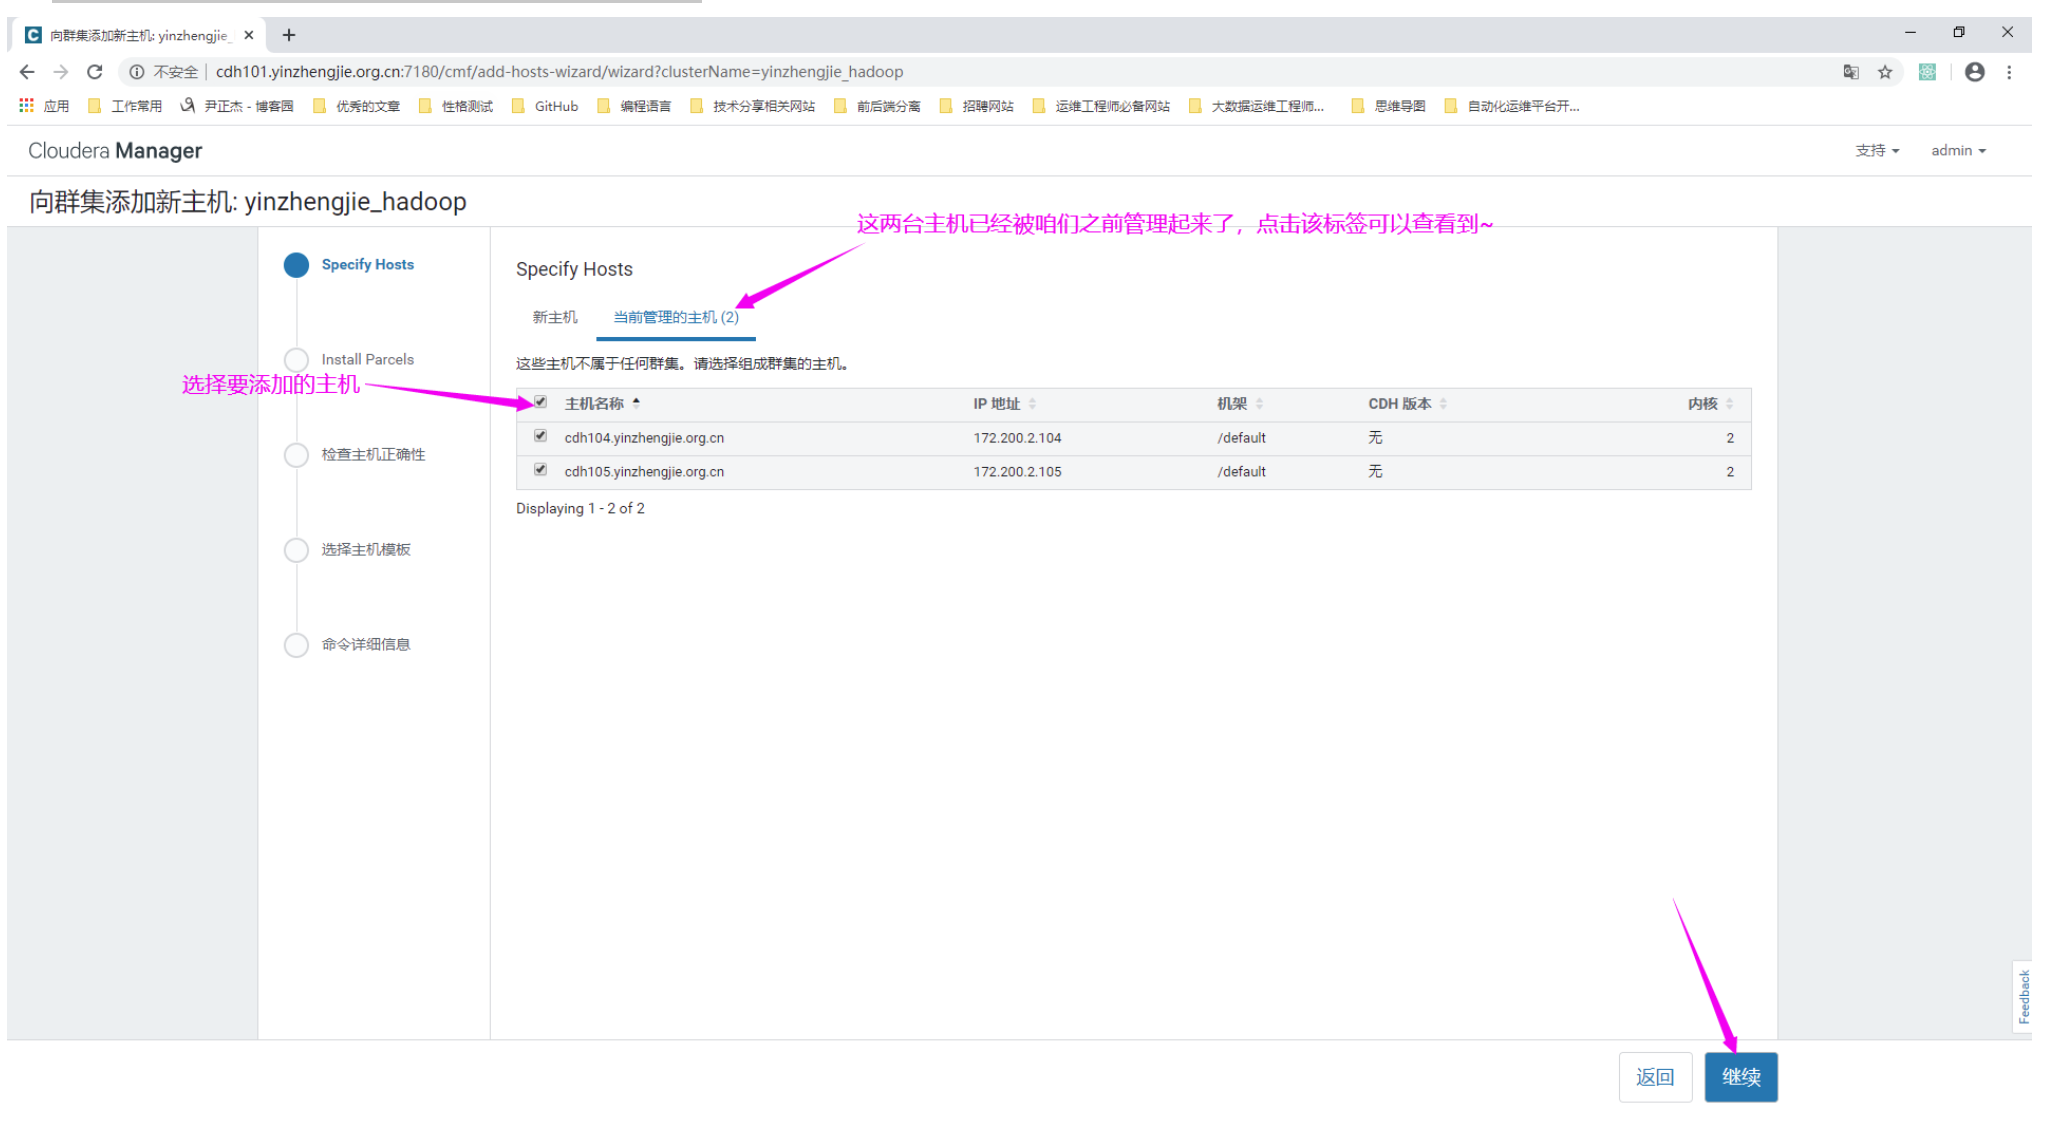 向群集添加新主机: yinzhengjie_
不安全 | cdh101.yinzhengjie.org.cn:7180/cmf/add-hosts-wizard/wizard?clusterName=yinzhengjie_hadoop
应用 工作常用 尹正杰 - 博客园 优秀的文章 性格测试 GitHub 编程语言 技术分享相关网站 前后端分离 招聘网站 运维工程师必备网站 大数据运维工程师... 思维导图 自动化运维平台开...
Cloudera Manager 支持 admin
向群集添加新主机: yinzhengjie_hadoop
这两台主机已经被咱们之前管理起来了，点击该标签可以查看到~
Specify Hosts
Install Parcels
选择要添加的主机
检查主机正确性
选择主机模板
命令详细信息
Specify Hosts
新主机 当前管理的主机 (2)
这些主机不属于任何群集。请选择组成群集的主机。
主机名称 IP 地址 机架 CDH 版本 内核
cdh104.yinzhengjie.org.cn 172.200.2.104 /default 无 2
cdh105.yinzhengjie.org.cn 172.200.2.105 /default 无 2
Displaying 1 - 2 of 2
Feedback
返回 继续